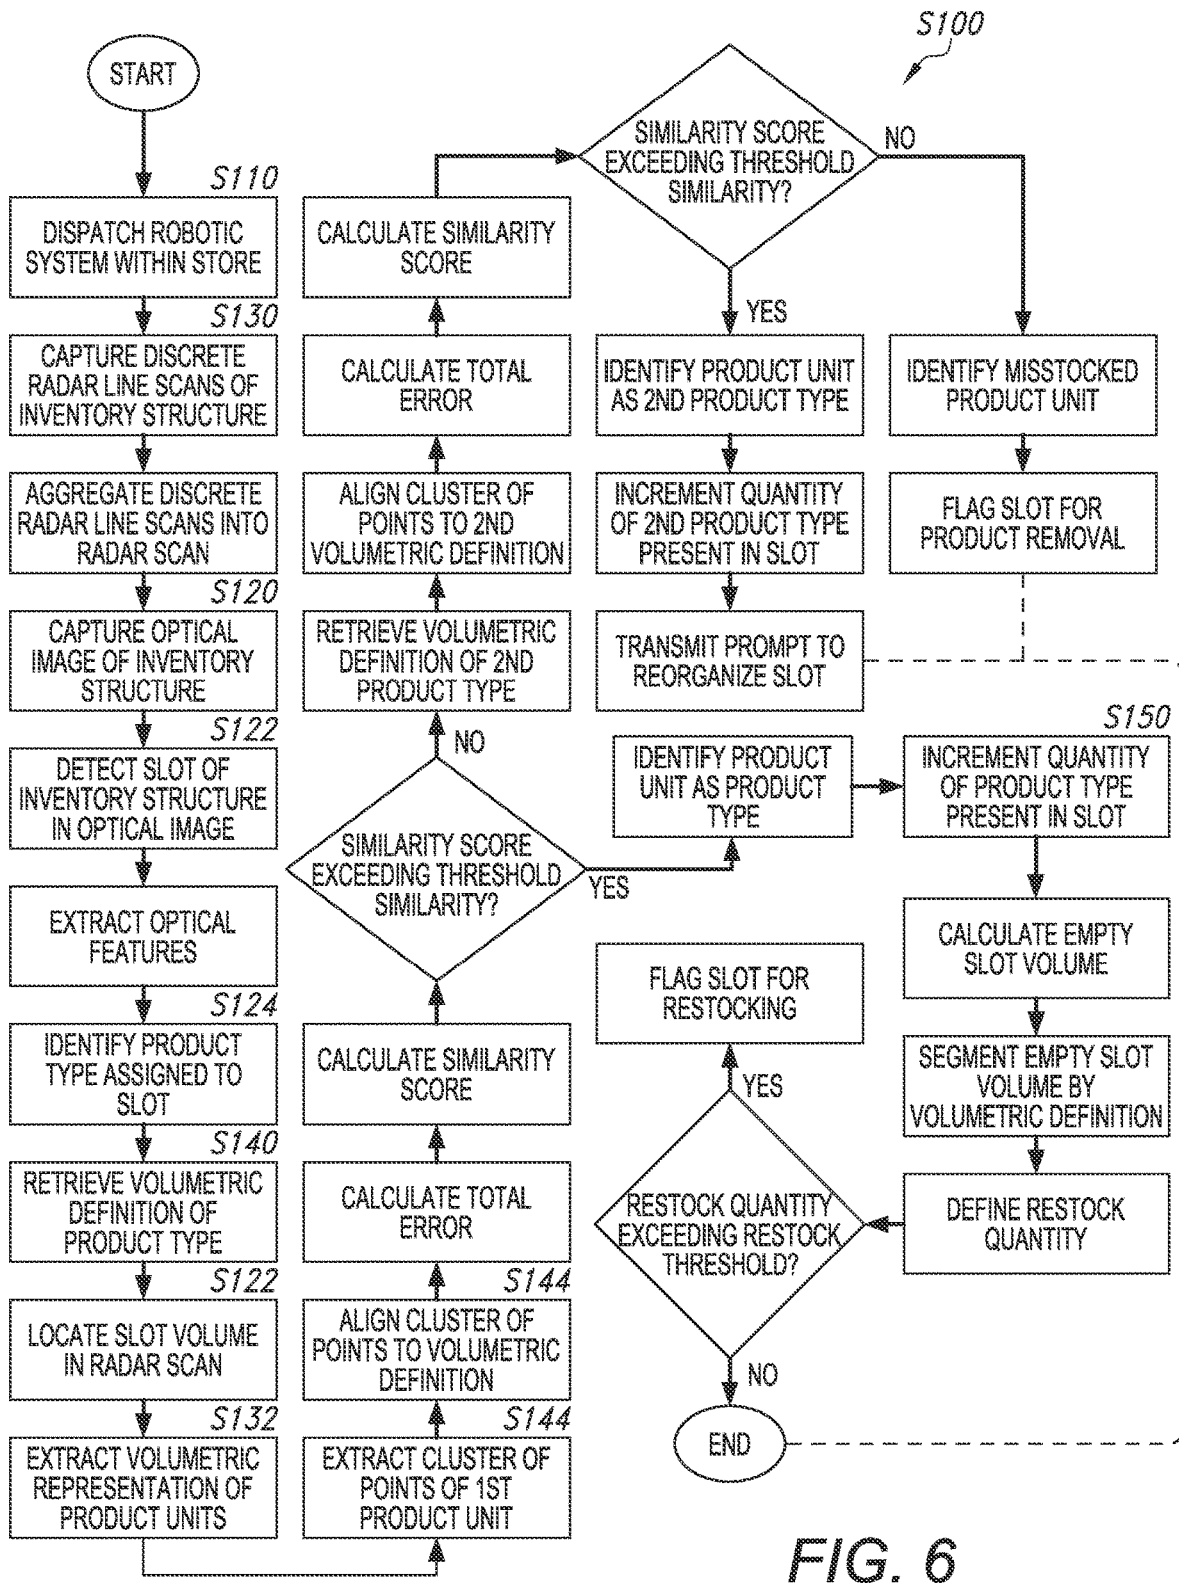 S100
START
S110
DISPATCH ROBOTIC
SYSTEM WITHIN STORE
S130
CAPTURE DISCRETE
RADAR LINE SCANS OF
INVENTORY STRUCTURE
AGGREGATE DISCRETE
RADAR LINE SCANS INTO
RADAR SCAN
S120
CAPTURE OPTICAL
IMAGE OF INVENTORY
STRUCTURE
S122
DETECT SLOT OF
INVENTORY STRUCTURE
IN OPTICAL IMAGE
EXTRACT OPTICAL
FEATURES
S124
IDENTIFY PRODUCT
TYPE ASSIGNED TO
SLOT
S140
RETRIEVE VOLUMETRIC
DEFINITION OF
PRODUCT TYPE
S122
LOCATE SLOT VOLUME
IN RADAR SCAN
S132
EXTRACT VOLUMETRIC
REPRESENTATION OF
PRODUCT UNITS
S144
EXTRACT CLUSTER OF
POINTS OF 1ST
PRODUCT UNIT
S144
ALIGN CLUSTER OF
POINTS TO VOLUMETRIC
DEFINITION
CALCULATE TOTAL
ERROR
CALCULATE SIMILARITY
SCORE
SIMILARITY SCORE
EXCEEDING THRESHOLD
SIMILARITY?
NO
RETRIEVE VOLUMETRIC
DEFINITION OF 2ND
PRODUCT TYPE
ALIGN CLUSTER OF
POINTS TO 2ND
VOLUMETRIC DEFINITION
CALCULATE TOTAL
ERROR
CALCULATE SIMILARITY
SCORE
SIMILARITY SCORE
EXCEEDING THRESHOLD
SIMILARITY?
YES
IDENTIFY PRODUCT UNIT
AS 2ND PRODUCT TYPE
INCREMENT QUANTITY
OF 2ND PRODUCT TYPE
PRESENT IN SLOT
TRANSMIT PROMPT TO
REORGANIZE SLOT
NO
IDENTIFY MISSTOCKED
PRODUCT UNIT
FLAG SLOT FOR
PRODUCT REMOVAL
YES
IDENTIFY PRODUCT
UNIT AS PRODUCT
TYPE
S150
INCREMENT QUANTITY
OF PRODUCT TYPE
PRESENT IN SLOT
CALCULATE EMPTY
SLOT VOLUME
SEGMENT EMPTY SLOT
VOLUME BY
VOLUMETRIC DEFINITION
DEFINE RESTOCK
QUANTITY
RESTOCK QUANTITY
EXCEEDING RESTOCK
THRESHOLD?
YES
FLAG SLOT FOR
RESTOCKING
NO
END
FIG. 6